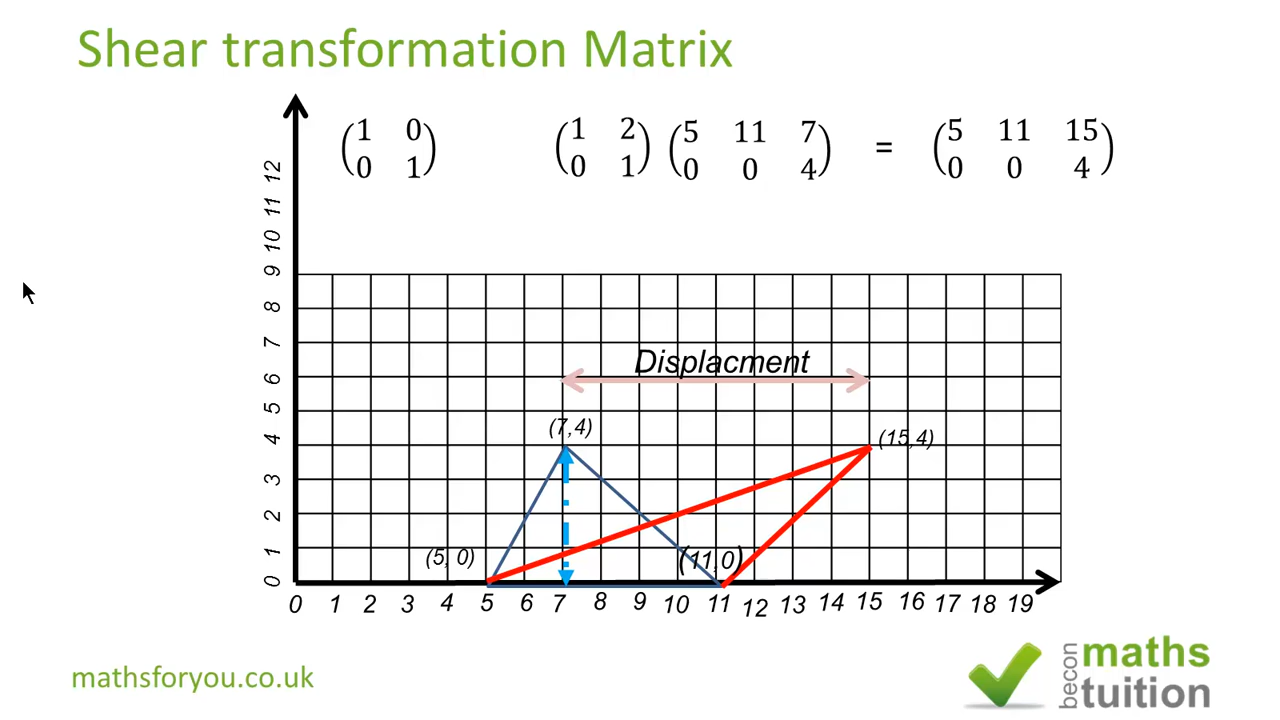 Shear transformation Matrix
1 0
0 1
1 2
0 1
5 11 7
0 0 4
=
5 11 15
0 0 4
12
11
10
9
8
7
6
5
4
3
2
1
0
Displacment
(7,4)
(15,4)
(5, 0)
(11,0)
0 1 2 3 4 5 6 7 8 9 10 11 12 13 14 15 16 17 18 19
mathsforyou.co.uk
becon
maths
tuition